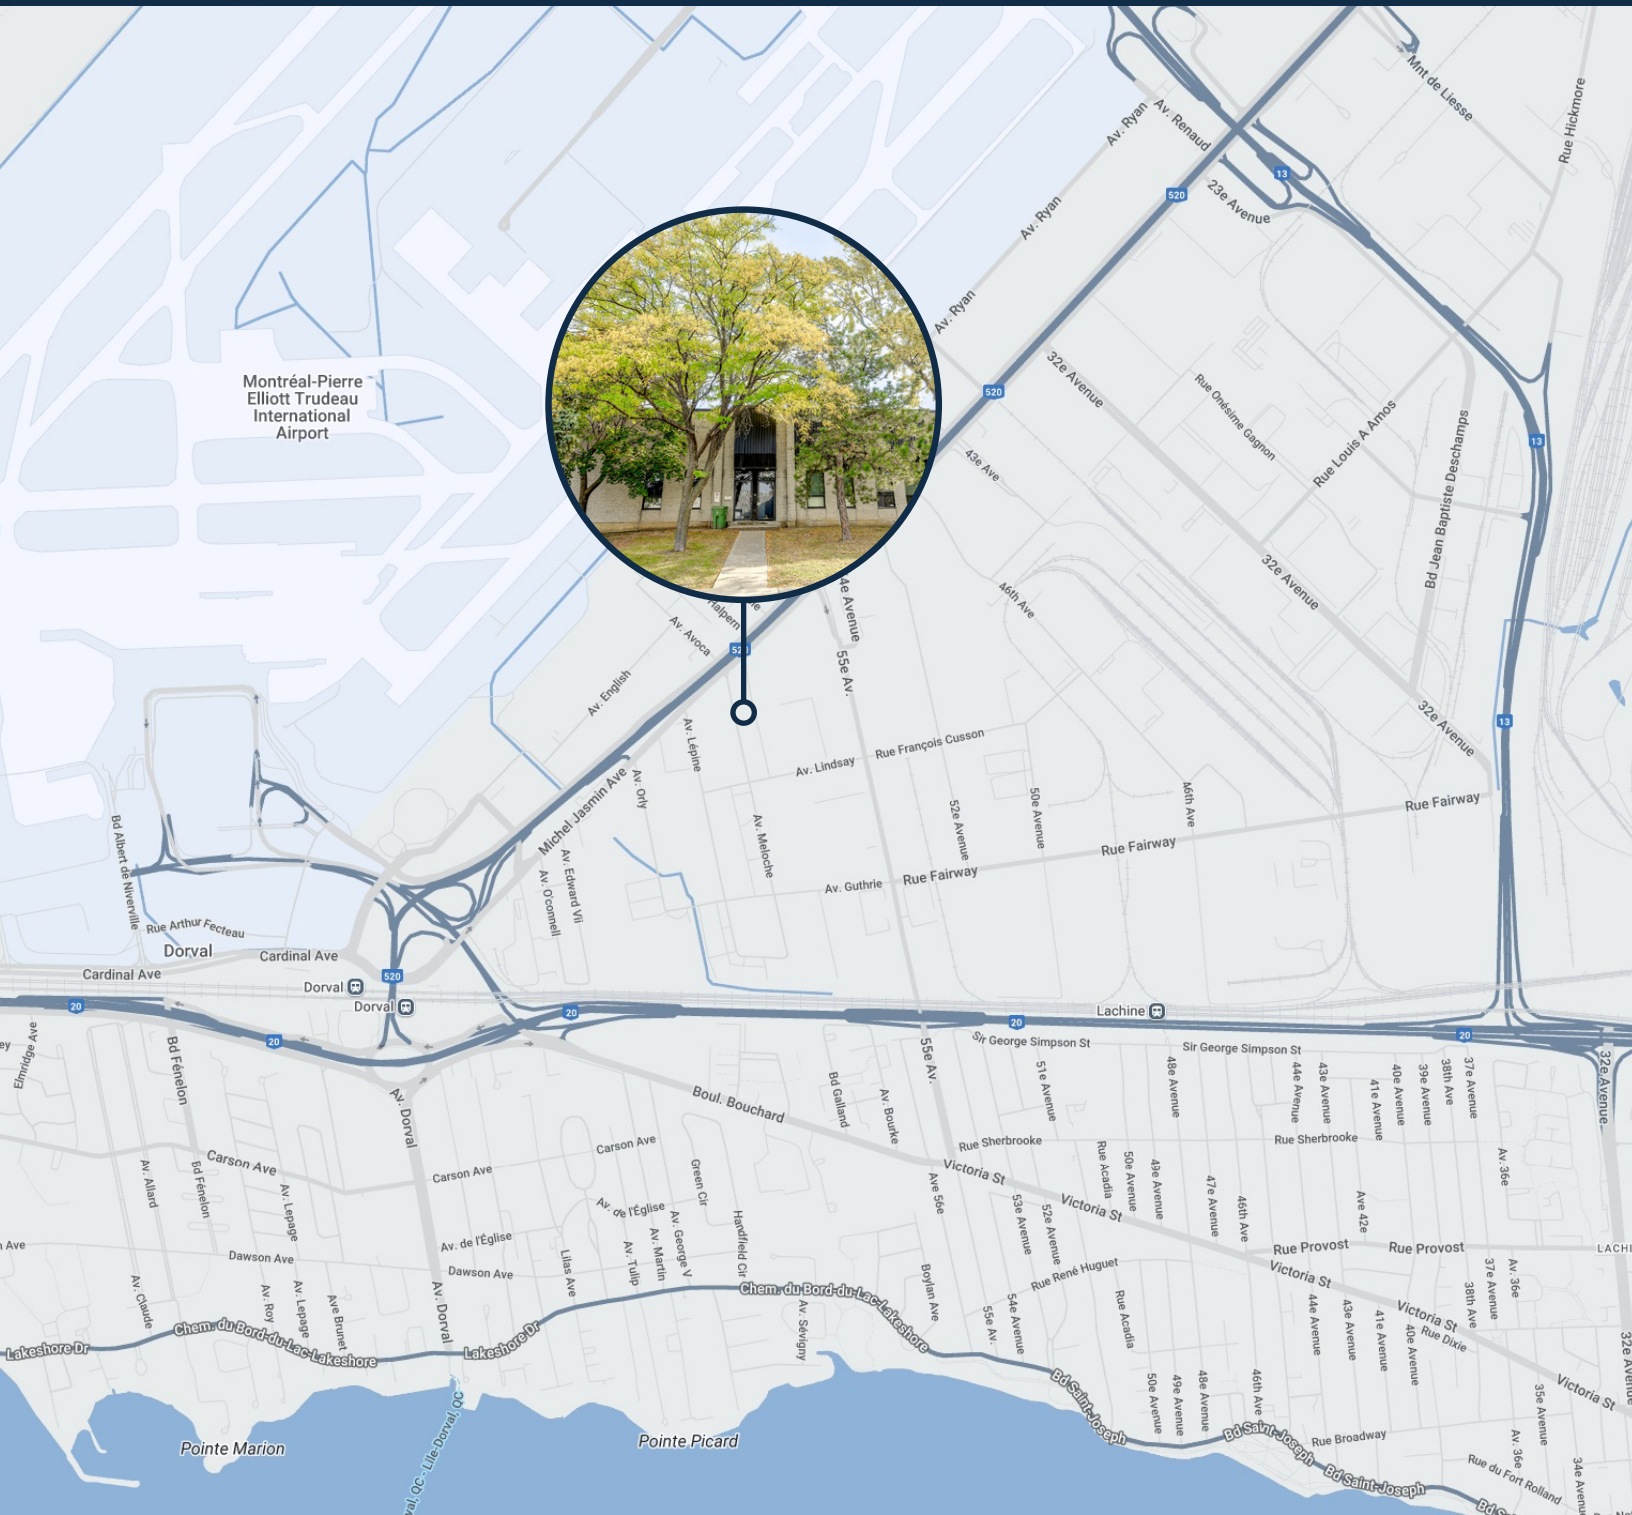 Mnt de Liesse
Rue Hickmore
Av. Ryan
Av. Renaud
13
520
23e Avenue
Av. Ryan
Av. Ryan
32e Avenue
520
Montréal-Pierre
Elliott Trudeau
International
Airport
Rue Onésime Gagnon
Rue Louis A Amos
Bd Jean Baptiste Deschamps
13
43e Ave
46th Ave
32e Avenue
4e Avenue
Halpern
Av. Avoca
520
55e Av.
Av. English
32e Avenue
13
Av. Lépine
Rue François Cusson
Av. Lindsay
Av. Orly
Michel Jasmin Ave
52e Avenue
50e Avenue
46th Ave
Rue Fairway
Rue Fairway
Av. Meloche
Av. Guthrie
Rue Fairway
Av. Edward Vii
Av. O'connell
Bd Albert de Niverville
Rue Arthur Fecteau
Dorval
Cardinal Ave
Cardinal Ave
520
Dorval
Dorval
20
20
20
Lachine
20
20
Sir George Simpson St
Sir George Simpson St
ey
Elmridge Ave
Bd Fénelon
Av. Dorval
Boul. Bouchard
Bd Galland
Av. Bourke
55e Av.
51e Avenue
48e Avenue
44e Avenue
43e Avenue
41e Avenue
40e Avenue
39e Avenue
38th Ave
37e Avenue
32e Avenue
Carson Ave
Carson Ave
Carson Ave
Rue Sherbrooke
Rue Sherbrooke
Victoria St
Victoria St
Av. Allard
Bd Fénelon
Av. Lepage
Green Cir
Ave 56e
Rue Acadia
50e Avenue
49e Avenue
47e Avenue
46th Ave
Ave 42e
Av. 36e
Av. de l'Église
Av. de l'Église
Av. Tulip
Av. Martin
Av. George V
Handfield Cir
53e Avenue
52e Avenue
n Ave
Dawson Ave
Dawson Ave
Lilas Ave
Boylan Ave
Rue René Huguet
Rue Provost
Rue Provost
LACHI
Victoria St
Av. Claude
Av. Roy
Av. Lepage
Ave Brunet
Av. Dorval
Chem. du Bord-du-Lac-Lakeshore
Av. Sévigny
55e Av.
54e Avenue
Rue Acadia
44e Avenue
43e Avenue
41e Avenue
40e Avenue
38th Ave
37e Avenue
Av. 36e
Victoria St
Rue Dixie
Lakeshore Dr
Chem. du Bord-du-Lac-Lakeshore
Lakeshore Dr
32e Avenue
Victoria St
Bd Saint-Joseph
50e Avenue
49e Avenue
48e Avenue
46th Ave
35e Avenue
Bd Saint-Joseph
Rue Broadway
Av. 36e
34e Avenue
Pointe Marion
Pointe Picard
Bd Saint-Joseph
Rue du Fort Rolland
Bd S
val, QC - L'île-Dorval, QC